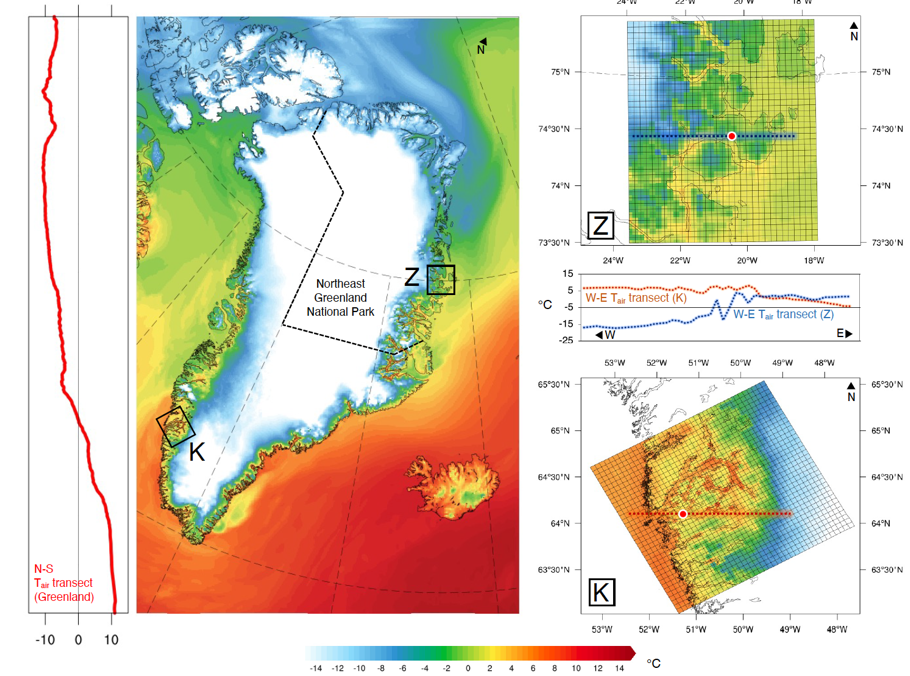 N-S
Tair transect
(Greenland)
-10 0 10
N
Northeast
Greenland
National Park
Z
K
24°W 22°W 20°W 18°W
N
75°N 75°N
74°30'N 74°30'N
74°N 74°N
73°30'N 73°30'N
Z
24°W 22°W 20°W 18°W
15
5
-5
-15
-25
°C
W-E Tair transect (K)
W-E Tair transect (Z)
W E
53°W 52°W 51°W 50°W 49°W 48°W
N
65°30'N 65°30'N
65°N 65°N
64°30'N 64°30'N
64°N 64°N
63°30'N 63°30'N
K
53°W 52°W 51°W 50°W 49°W 48°W
-14 -12 -10 -8 -6 -4 -2 0 2 4 6 8 10 12 14
°C